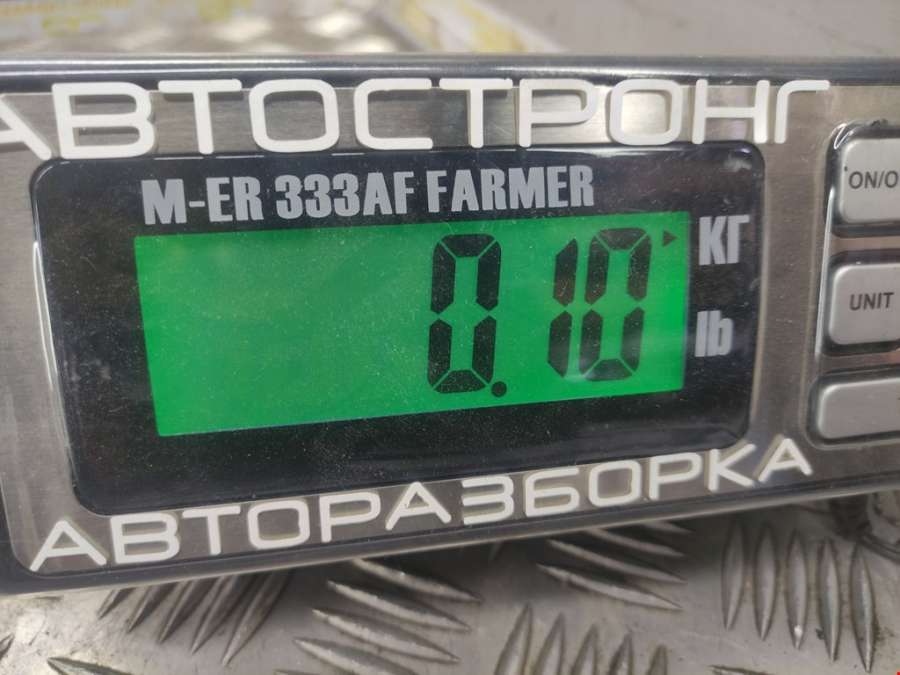 АВТОСТРОНГ
M-ER 333AF FARMER
0.10
КГ
lb
ON/O
UNIT
АВТОРАЗБОРКА